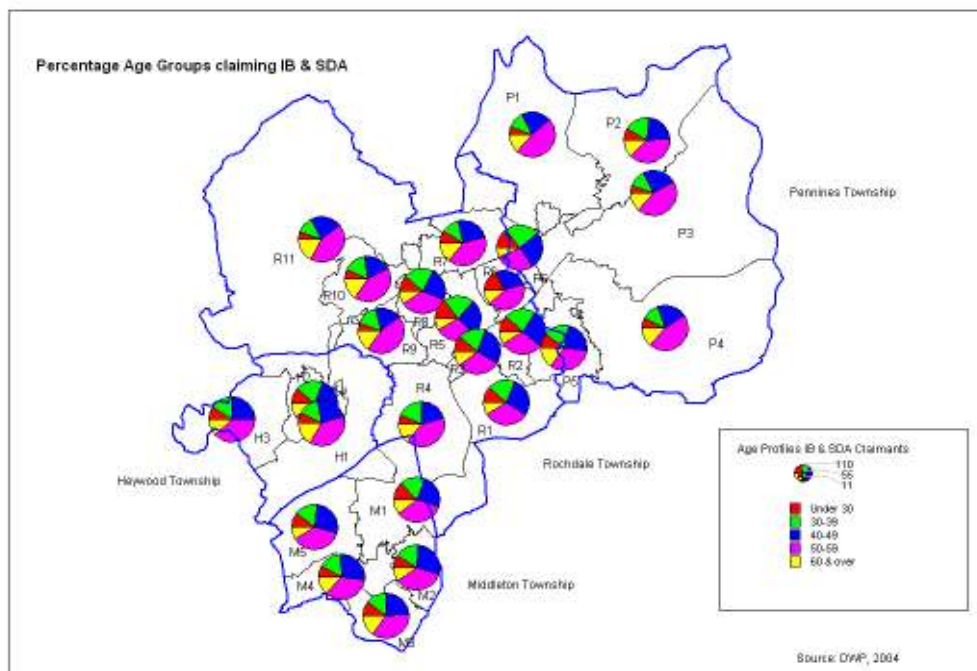 Percentage Age Groups claiming IB & SDA
P1
P2
Pennines Township
P3
R11
R7
R10
R6
P4
R8
R9
R5
R2
R4
R1
H3
H1
Heywood Township
Rochdale Township
M1
M5
M4
M2
Middleton Township
Age Profiles IB & SDA Claimants
110
55
11
Under 30
30-39
40-49
50-59
60 & over
Source: DWP, 2004